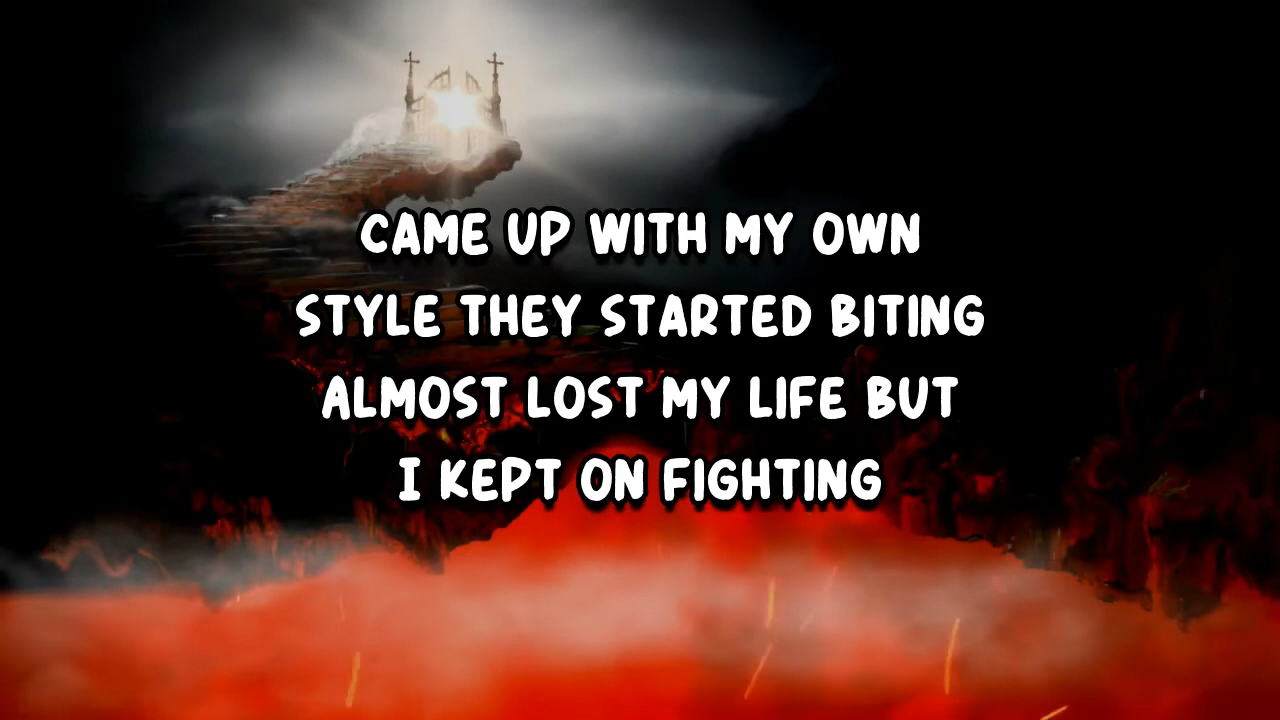 CAME UP WITH MY OWN
STYLE THEY STARTED BITING
ALMOST LOST MY LIFE BUT
I KEPT ON FIGHTING